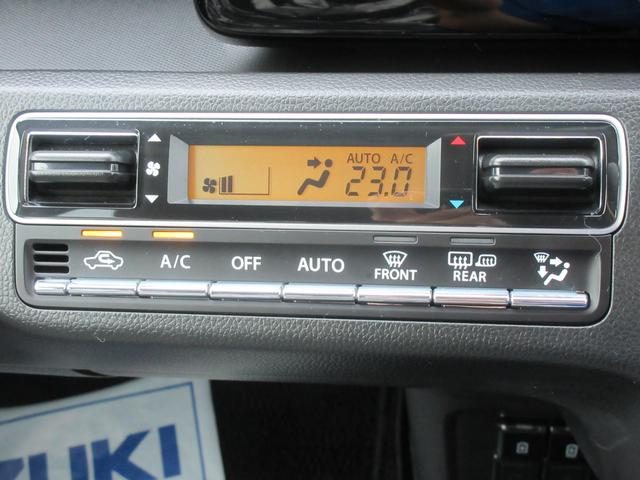 AUTO A/C
23.0
A/C OFF AUTO FRONT REAR
ZUKI